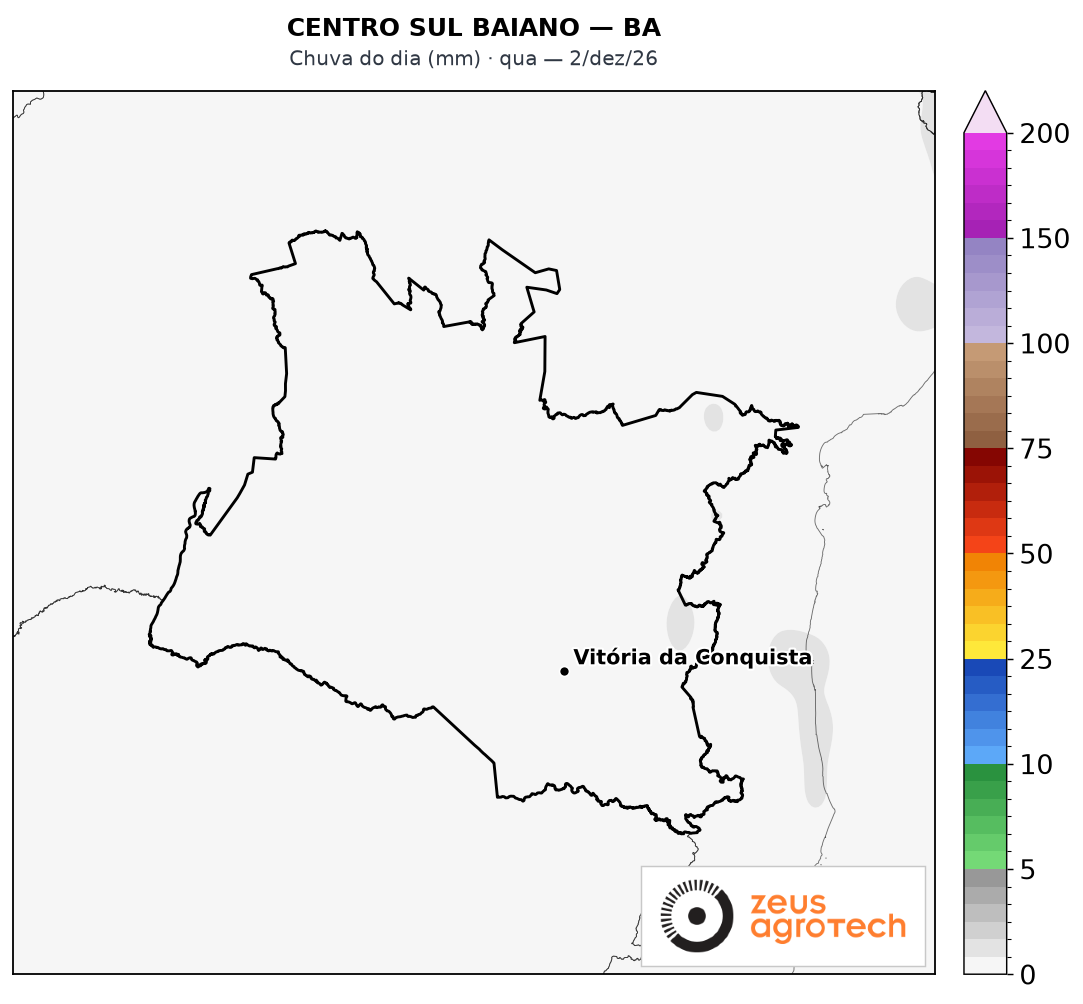 CENTRO SUL BAIANO — BA
Chuva do dia (mm) · qua — 2/dez/26
200
150
100
75
50
25
10
5
0
Vitória da Conquista
zeus
agrotech